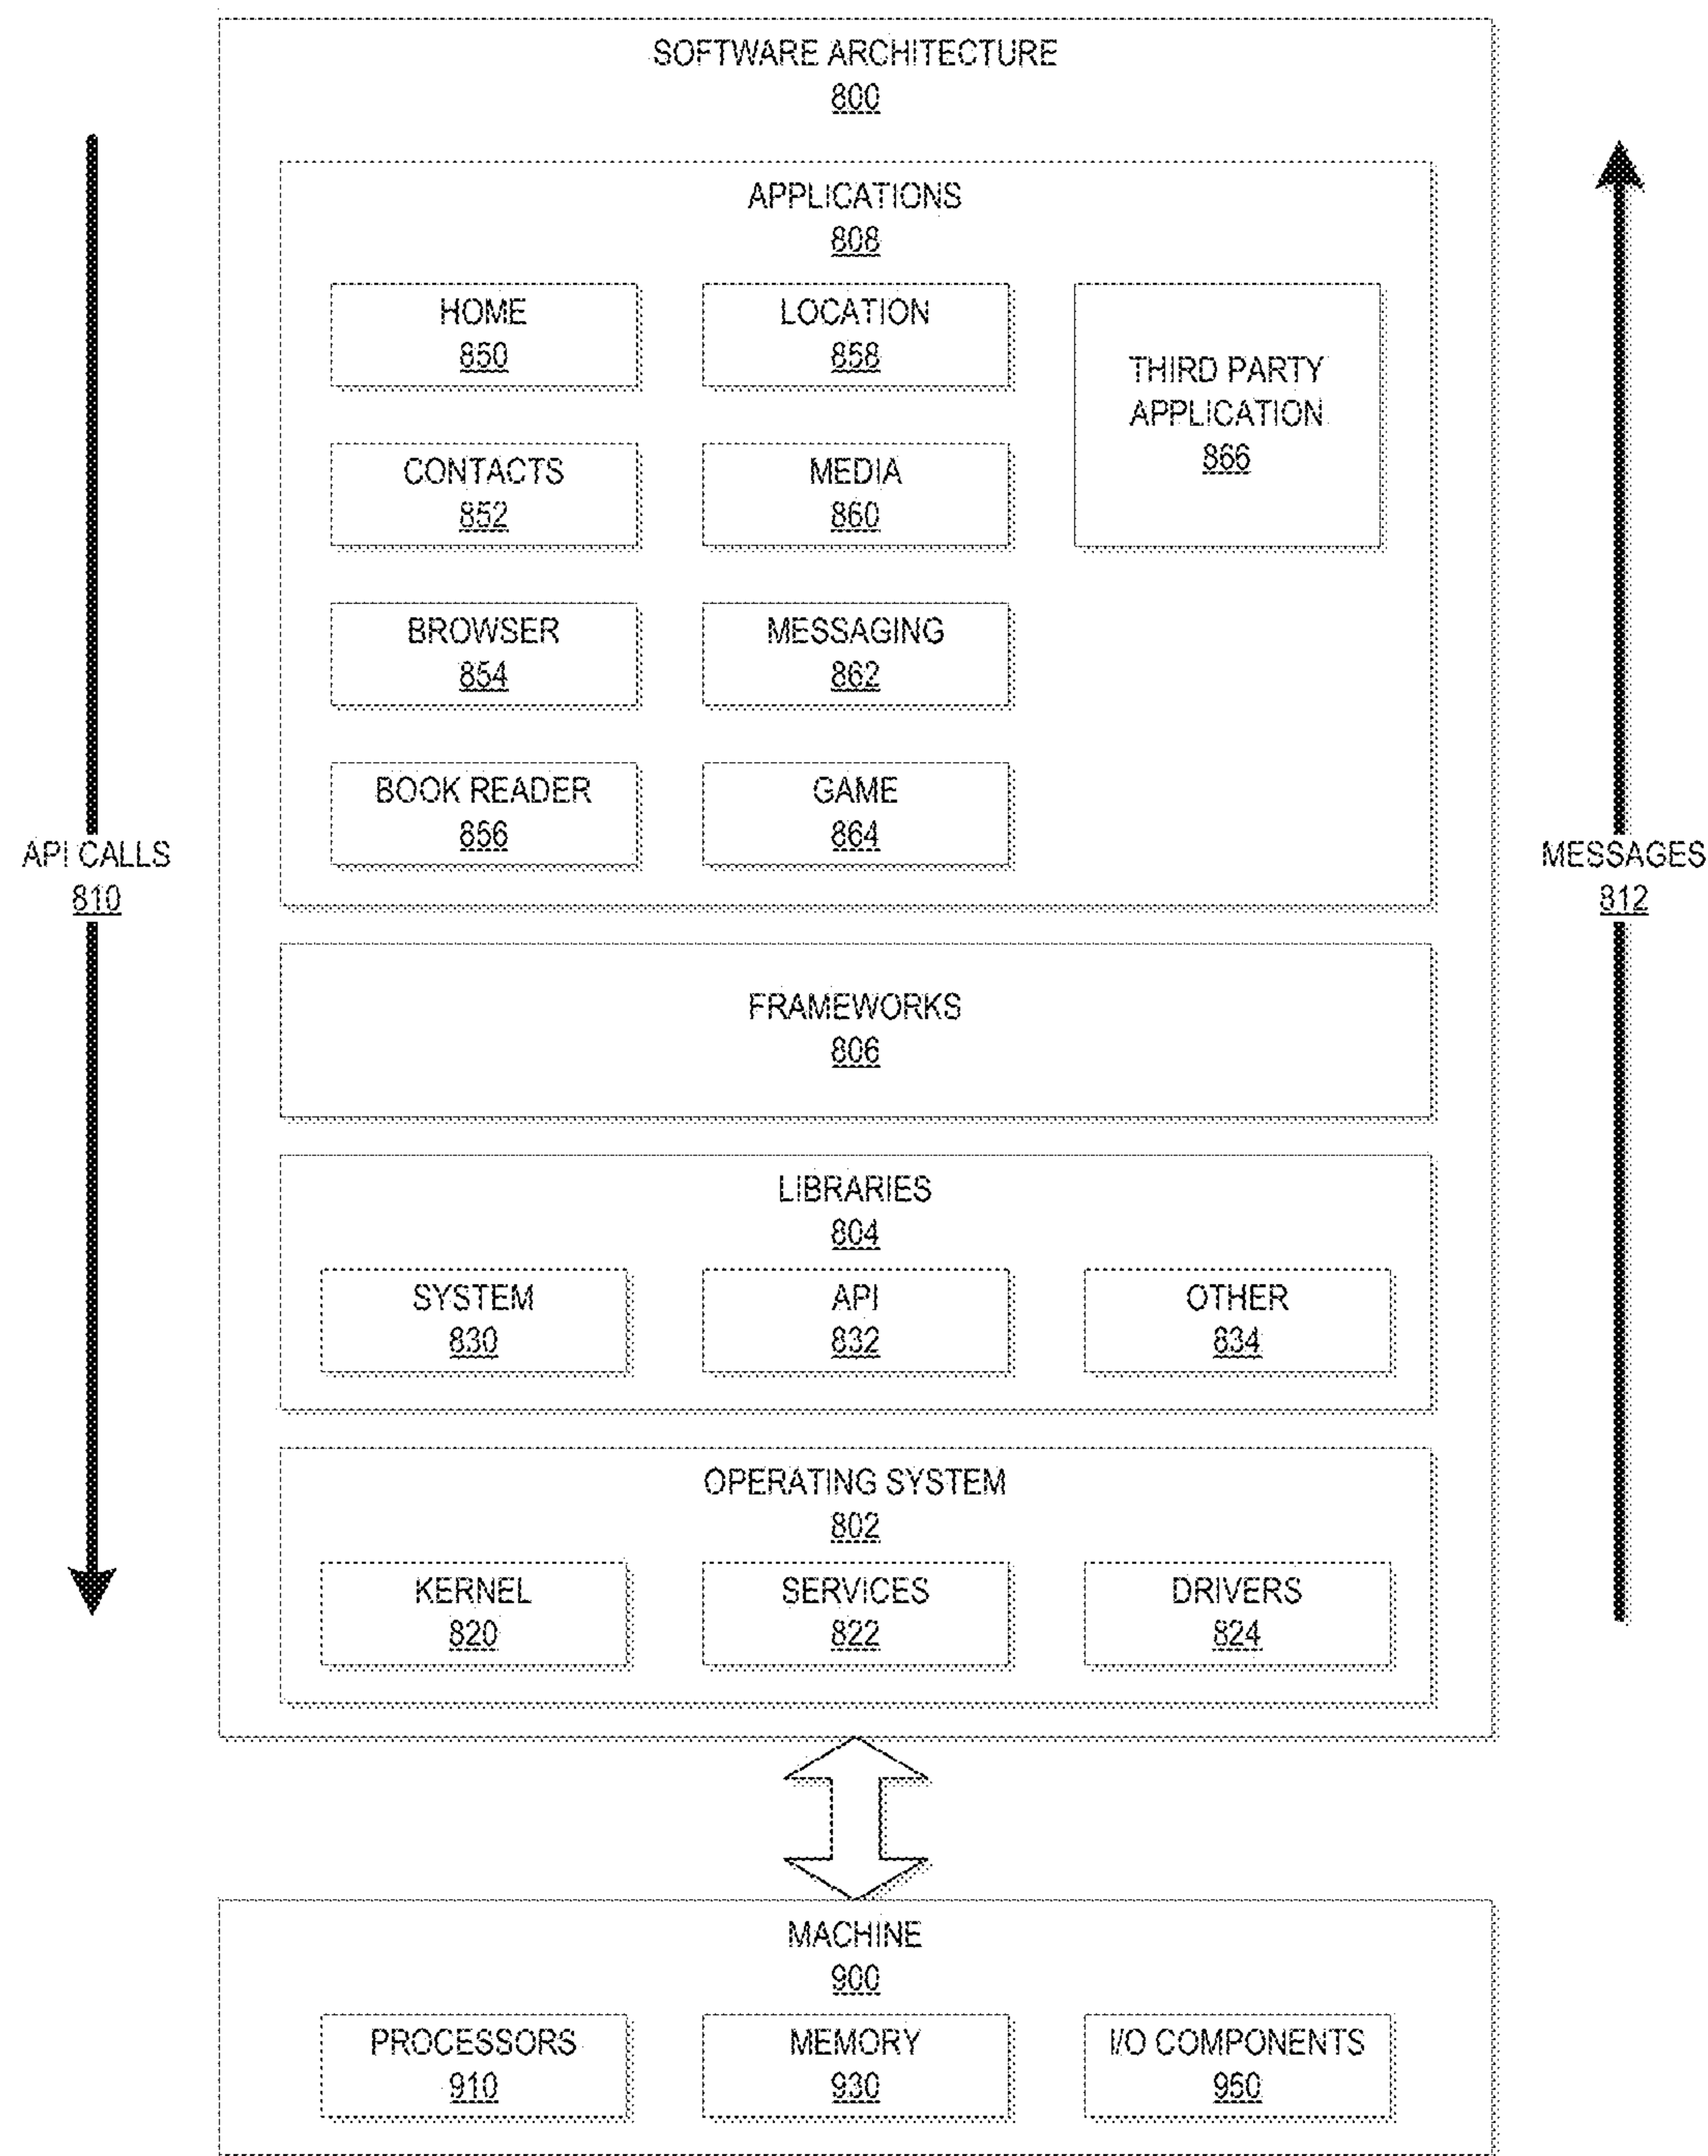 SOFTWARE ARCHITECTURE
800
APPLICATIONS
808
HOME
850
LOCATION
858
THIRD PARTY
APPLICATION
866
CONTACTS
852
MEDIA
860
BROWSER
854
MESSAGING
862
BOOK READER
856
GAME
864
API CALLS
810
MESSAGES
812
FRAMEWORKS
806
LIBRARIES
804
SYSTEM
830
API
832
OTHER
834
OPERATING SYSTEM
802
KERNEL
820
SERVICES
822
DRIVERS
824
MACHINE
900
PROCESSORS
910
MEMORY
930
I/O COMPONENTS
950